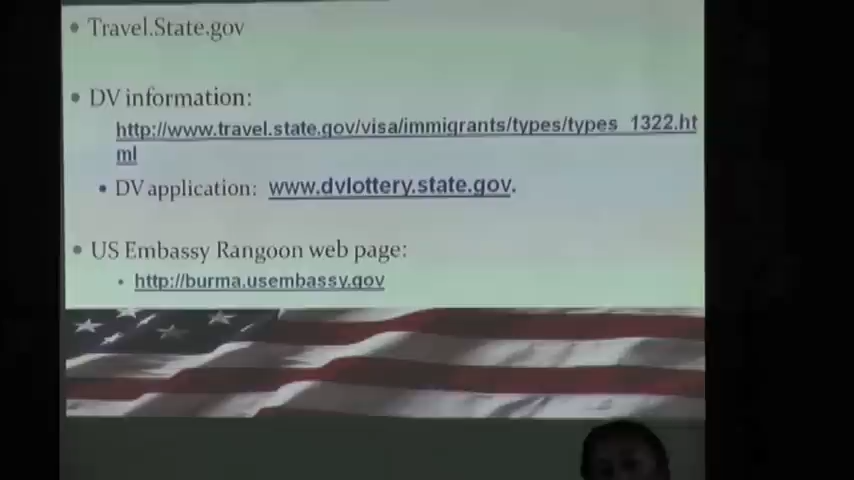 • Travel.State.gov
• DV information:
http://www.travel.state.gov/visa/immigrants/types/types_1322.ht
ml
• DV application: www.dvlottery.state.gov.
• US Embassy Rangoon web page:
• http://burma.usembassy.gov